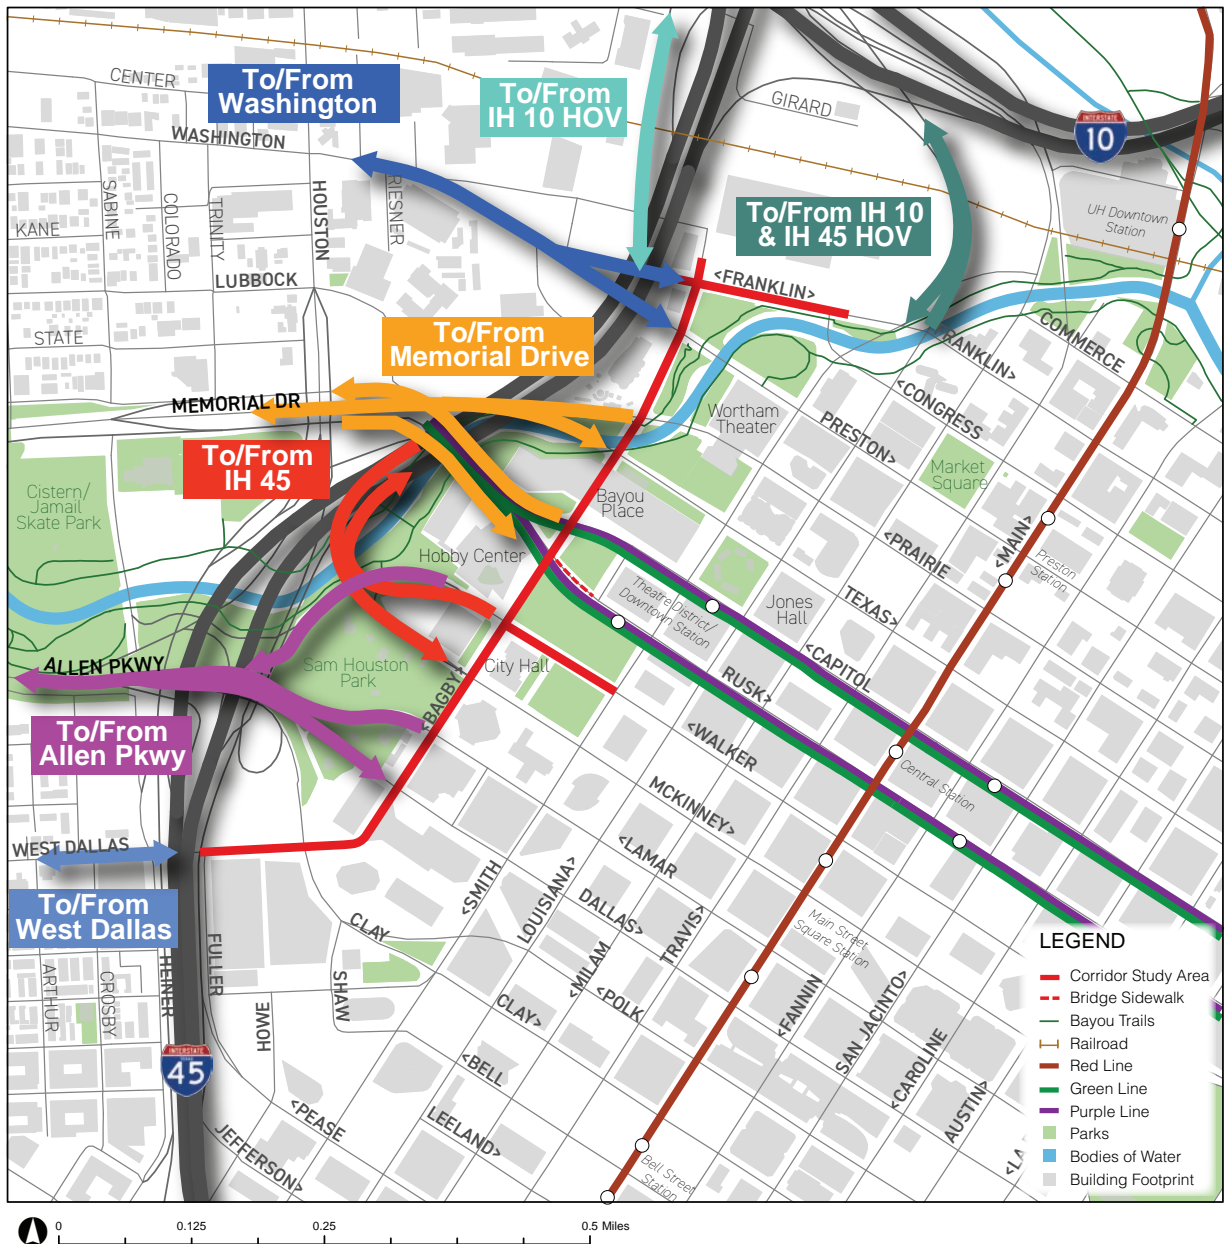 To/From
Washington
To/From
IH 10 HOV
CENTER
WASHINGTON
GIRARD
INTERSTATE
10
SABINE
COLORADO
TRINITY
HOUSTON
RIESNER
KANE
LUBBOCK
STATE
To/From IH 10
& IH 45 HOV
UH Downtown
Station
<FRANKLIN>
To/From
Memorial Drive
MEMORIAL DR
COMMERCE
FRANKLIN>
<CONGRESS
PRESTON>
Wortham
Theater
Market
Square
To/From
IH 45
Cistern/
Jamail
Skate Park
Bayou
Place
Hobby Center
<PRAIRIE
<MAIN>
Preston
Station
Theatre District/
Downtown Station
Jones
Hall
TEXAS>
<CAPITOL
ALLEN PKWY
Sam Houston
Park
City Hall
<BAGBY>
RUSK>
<WALKER
Central Station
To/From
Allen Pkwy
MCKINNEY>
<LAMAR
WEST DALLAS
To/From
West Dallas
<SMITH
LOUISIANA>
DALLAS>
<MILAM
TRAVIS>
Main Street
Square Station
CLAY
FULLER
HEINER
ARTHUR
CROSBY
SHAW
HOWE
CLAY>
<POLK
<FANNIN
SAN JACINTO>
<CAROLINE
AUSTIN>
<LA
<BELL
<PEASE
LEELAND>
JEFFERSON>
INTERSTATE
TEXAS
45
Bell Street
Station
LEGEND
Corridor Study Area
Bridge Sidewalk
Bayou Trails
Railroad
Red Line
Green Line
Purple Line
Parks
Bodies of Water
Building Footprint
0
0.125
0.25
0.5 Miles